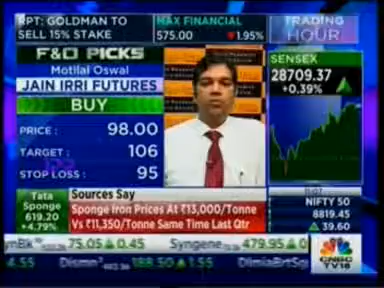 RPT: GOLDMAN TO
SELL 15% STAKE
MAX FINANCIAL
575.00 ▼ 1.95%
TRADING
HOUR
F&O PICKS
Motilal Oswal
JAIN IRRI FUTURES
BUY
PRICE : 98.00
TARGET : 106
STOP LOSS : 95
SENSEX
28709.37
+0.39%
Tata
Sponge
619.20
+4.79%
Sources Say
Sponge Iron Prices At ₹13,000/Tonne
Vs ₹11,350/Tonne Same Time Last Qtr
NIFTY 50
8819.45
▲ 39.60
75.05 ▲ 0.45 Syngene 479.95
CNBC
TV18
4.55 188.50 ▲ 1.55